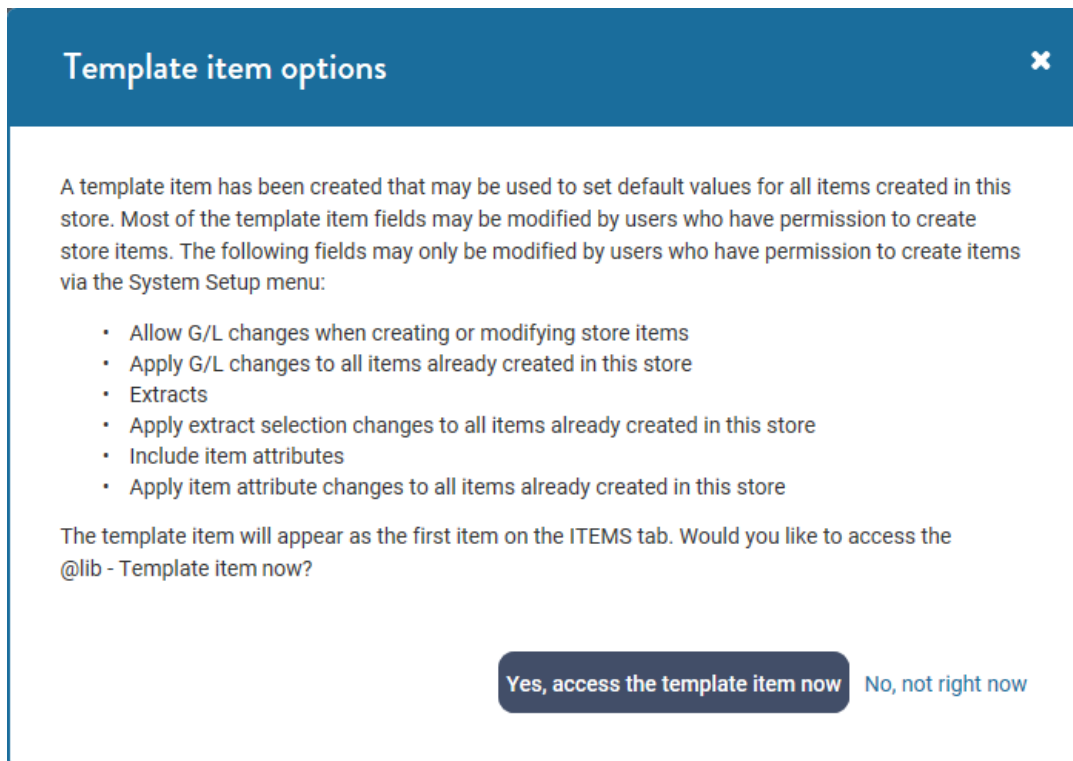 Template item options
A template item has been created that may be used to set default values for all items created in this
store. Most of the template item fields may be modified by users who have permission to create
store items. The following fields may only be modified by users who have permission to create items
via the System Setup menu:
• Allow G/L changes when creating or modifying store items
• Apply G/L changes to all items already created in this store
• Extracts
• Apply extract selection changes to all items already created in this store
• Include item attributes
• Apply item attribute changes to all items already created in this store
The template item will appear as the first item on the ITEMS tab. Would you like to access the
@lib - Template item now?
Yes, access the template item now No, not right now